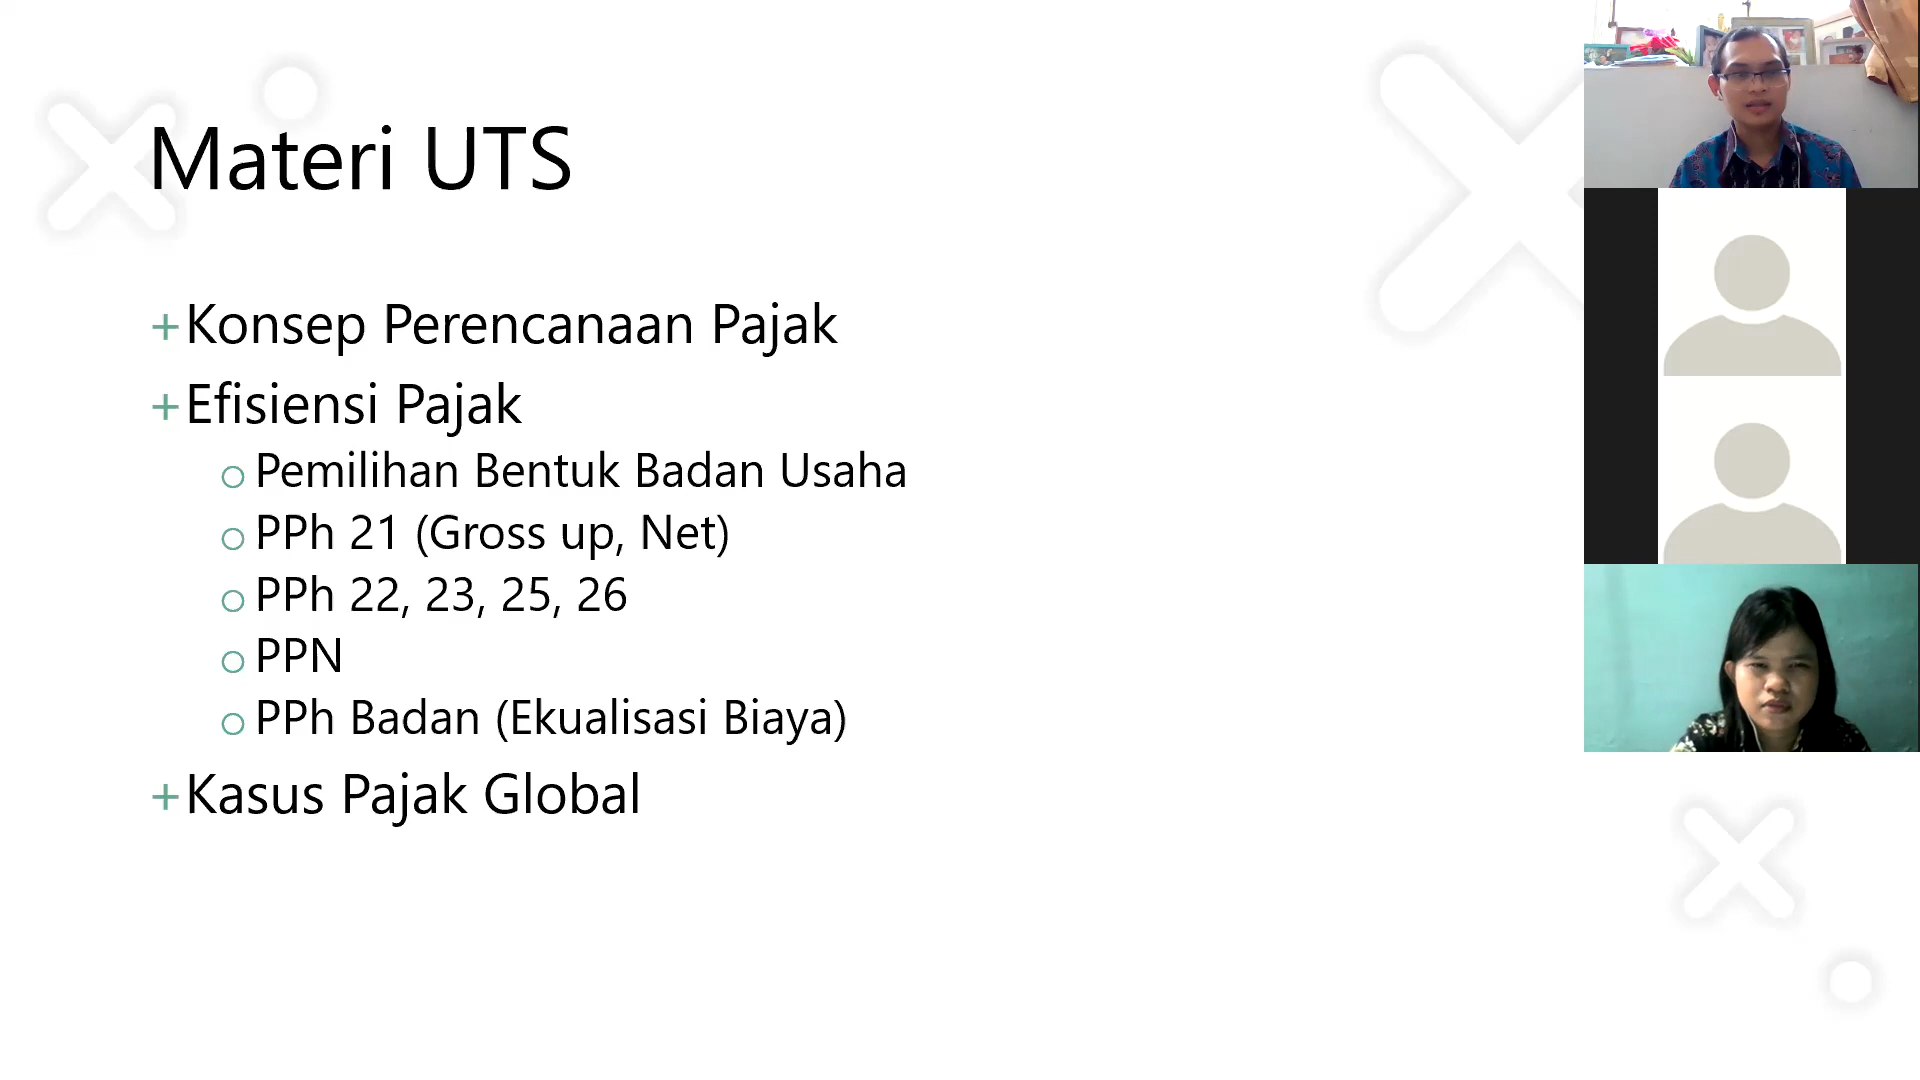 Materi UTS
+Konsep Perencanaan Pajak
+Efisiensi Pajak
o Pemilihan Bentuk Badan Usaha
o PPh 21 (Gross up, Net)
o PPh 22, 23, 25, 26
o PPN
o PPh Badan (Ekualisasi Biaya)
+Kasus Pajak Global